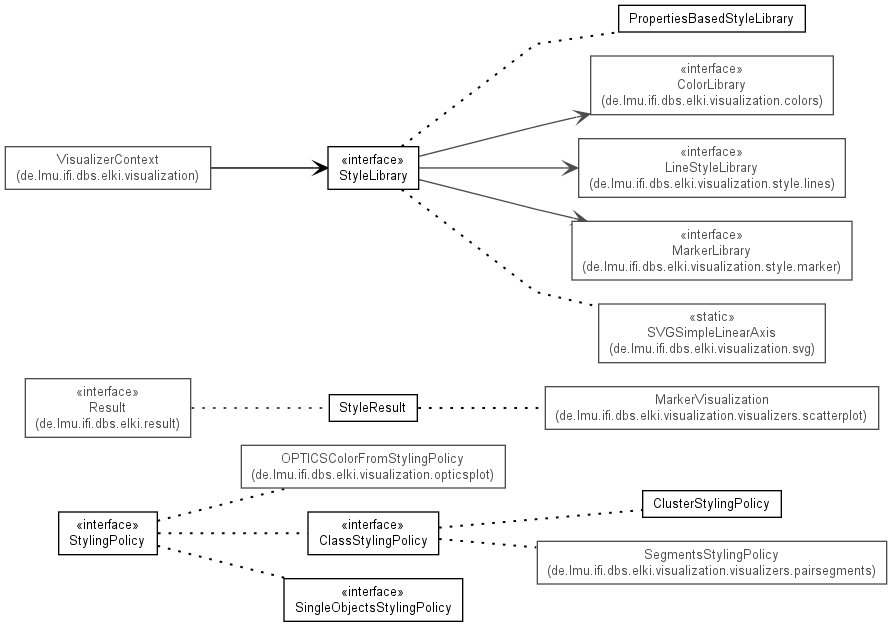 PropertiesBasedStyleLibrary
«interface»
ColorLibrary
(de.lmu.ifi.dbs.elki.visualization.colors)
VisualizerContext
(de.lmu.ifi.dbs.elki.visualization)
«interface»
StyleLibrary
«interface»
LineStyleLibrary
(de.lmu.ifi.dbs.elki.visualization.style.lines)
«interface»
MarkerLibrary
(de.lmu.ifi.dbs.elki.visualization.style.marker)
«static»
SVGSimpleLinearAxis
(de.lmu.ifi.dbs.elki.visualization.svg)
«interface»
Result
(de.lmu.ifi.dbs.elki.result)
StyleResult
MarkerVisualization
(de.lmu.ifi.dbs.elki.visualization.visualizers.scatterplot)
OPTICSColorFromStylingPolicy
(de.lmu.ifi.dbs.elki.visualization.opticsplot)
«interface»
StylingPolicy
«interface»
ClassStylingPolicy
ClusterStylingPolicy
SegmentsStylingPolicy
(de.lmu.ifi.dbs.elki.visualization.visualizers.pairsegments)
«interface»
SingleObjectsStylingPolicy